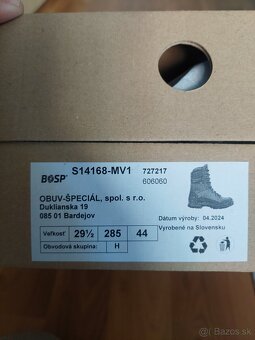 S14168-MV1
BOSP
727217
606060
OBUV-ŠPECIÁL, spol. s r.o.
Duklianska 19
085 01 Bardejov
Dátum výroby: 04.2024
Vyrobené na Slovensku
Veľkosť 29½ 285 44
Obvodová skupina: H
bazar.sk